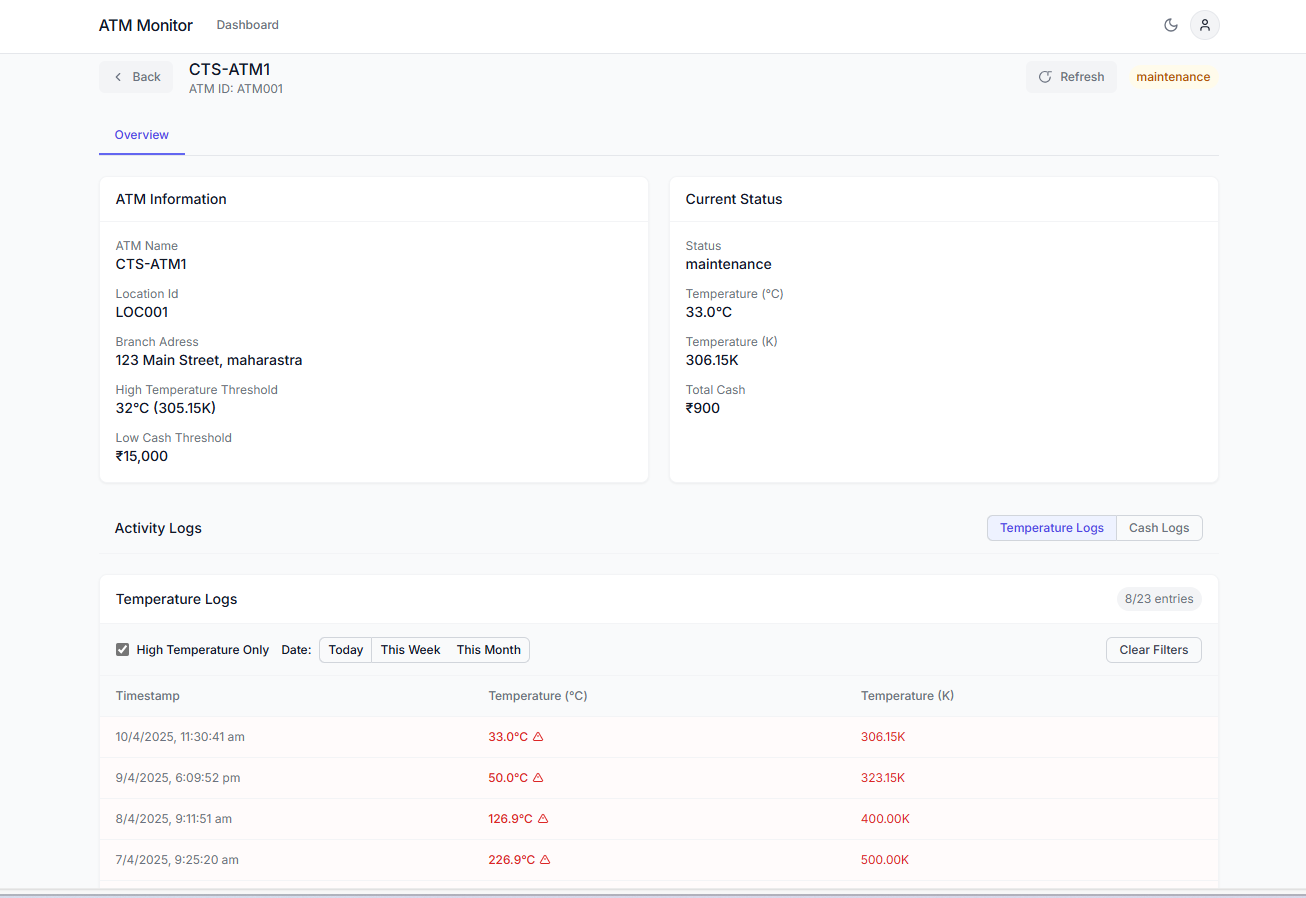 ATM Monitor Dashboard
Back
CTS-ATM1
ATM ID: ATM001
Refresh
maintenance
Overview
ATM Information
ATM Name
CTS-ATM1
Location Id
LOC001
Branch Adress
123 Main Street, maharastra
High Temperature Threshold
32°C (305.15K)
Low Cash Threshold
₹15,000
Current Status
Status
maintenance
Temperature (°C)
33.0°C
Temperature (K)
306.15K
Total Cash
₹900
Activity Logs
Temperature Logs Cash Logs
Temperature Logs
8/23 entries
High Temperature Only Date: Today This Week This Month Clear Filters
Timestamp Temperature (°C) Temperature (K)
10/4/2025, 11:30:41 am 33.0°C 306.15K
9/4/2025, 6:09:52 pm 50.0°C 323.15K
8/4/2025, 9:11:51 am 126.9°C 400.00K
7/4/2025, 9:25:20 am 226.9°C 500.00K